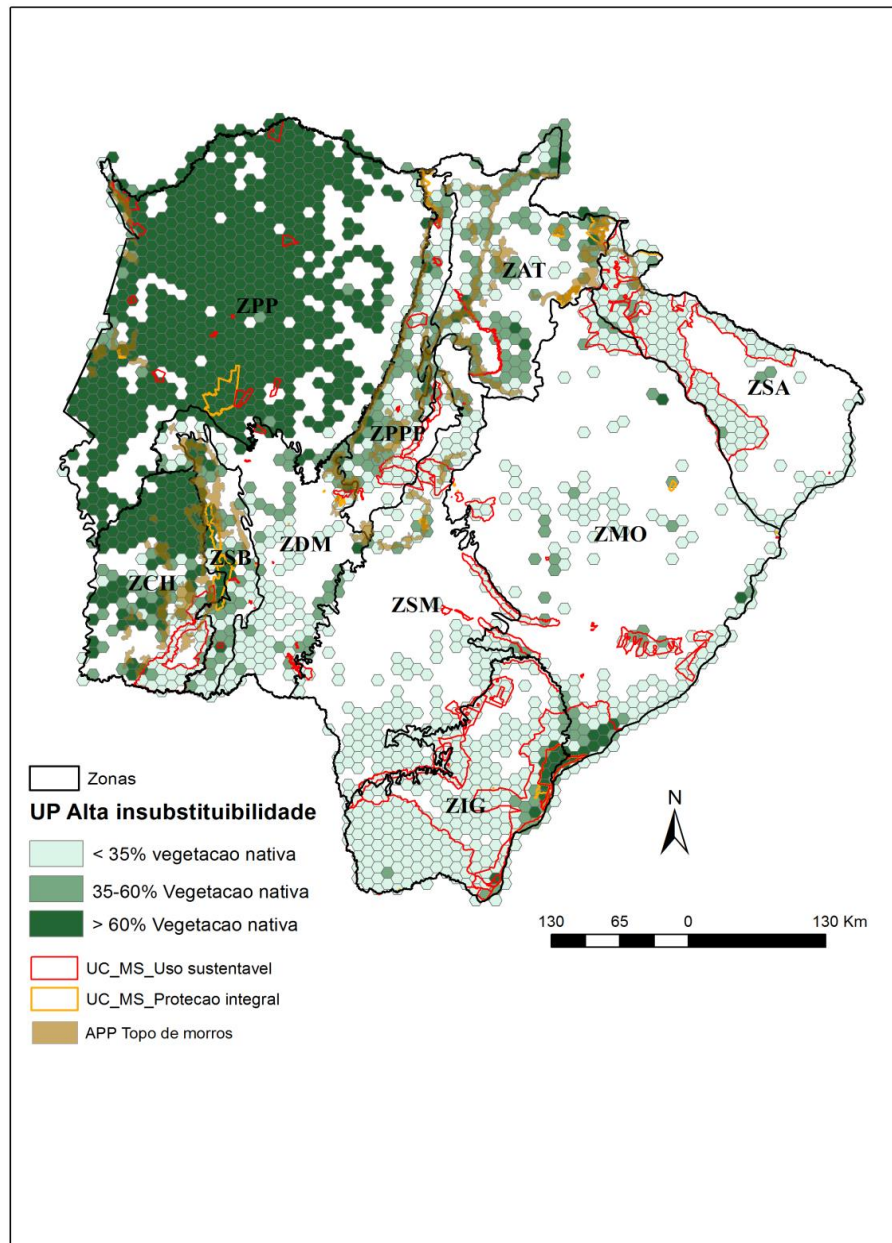 ZAT
ZPP
ZSA
ZPPP
ZMO
ZDM
ZSB
ZCH
ZSM
ZIG
N
Zonas
UP Alta insubstituibilidade
< 35% vegetacao nativa
35-60% Vegetacao nativa
> 60% Vegetacao nativa
UC_MS_Uso sustentavel
UC_MS_Protecao integral
APP Topo de morros
130 65 0 130 Km